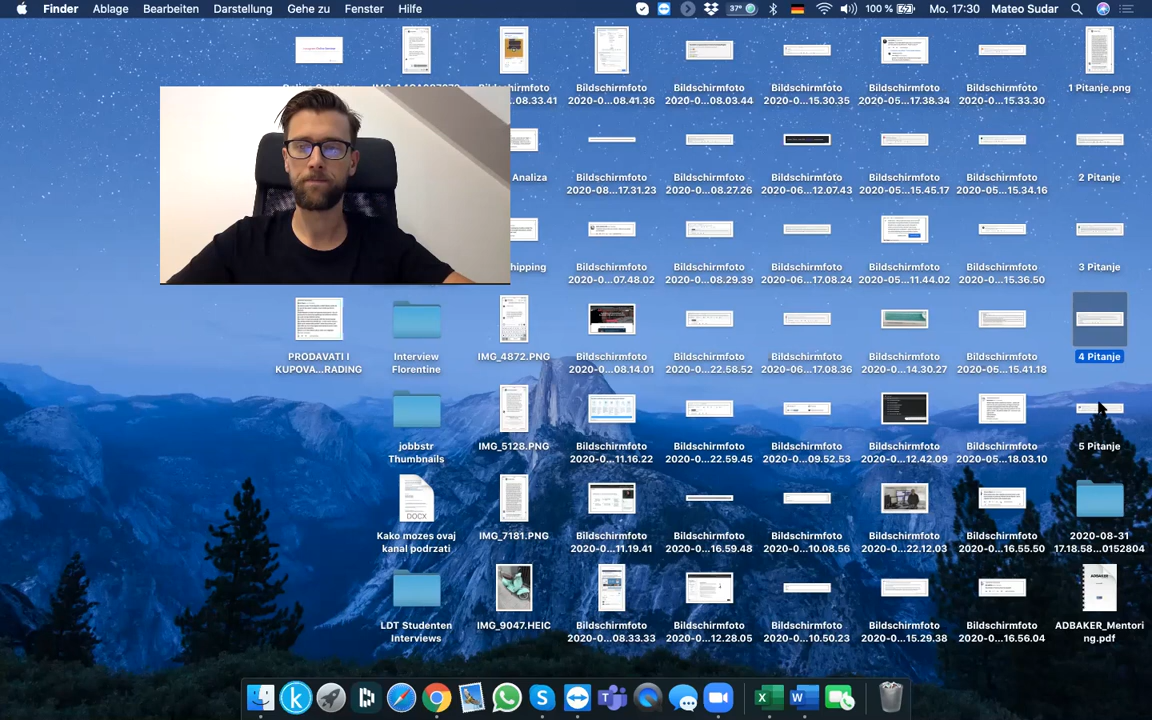 Finder Ablage Bearbeiten Darstellung Gehe zu Fenster Hilfe 37° 100 % Mo. 17:30 Mateo Sudar
08.33.41
Bildschirmfoto
2020-0...08.41.36
Bildschirmfoto
2020-0...08.03.44
Bildschirmfoto
2020-0...15.30.35
Bildschirmfoto
2020-05...17.38.34
Bildschirmfoto
2020-0...15.33.30
1 Pitanje.png
Analiza
Bildschirmfoto
2020-08...17.31.23
Bildschirmfoto
2020-0...08.27.26
Bildschirmfoto
2020-06...12.07.43
Bildschirmfoto
2020-05...15.45.17
Bildschirmfoto
2020-05...15.34.16
2 Pitanje
hipping
Bildschirmfoto
2020-0...07.48.02
Bildschirmfoto
2020-0...08.29.39
Bildschirmfoto
2020-06...17.08.24
Bildschirmfoto
2020-05...11.44.02
Bildschirmfoto
2020-05...15.36.50
3 Pitanje
PRODAVATI I
KUPOVA...RADING
Interview
Florentine
IMG_4872.PNG
Bildschirmfoto
2020-0...08.14.01
Bildschirmfoto
2020-0...22.58.52
Bildschirmfoto
2020-06...17.08.36
Bildschirmfoto
2020-0...14.30.27
Bildschirmfoto
2020-05...15.41.18
4 Pitanje
jobbstr
Thumbnails
IMG_5128.PNG
Bildschirmfoto
2020-0...11.16.22
Bildschirmfoto
2020-0...22.59.45
Bildschirmfoto
2020-0...09.52.53
Bildschirmfoto
2020-0...12.42.09
Bildschirmfoto
2020-05...18.03.10
5 Pitanje
DOCX
Kako mozes ovaj
kanal podrzati
IMG_7181.PNG
Bildschirmfoto
2020-0...11.19.41
Bildschirmfoto
2020-0...16.59.48
Bildschirmfoto
2020-0...10.08.56
Bildschirmfoto
2020-0...22.12.03
Bildschirmfoto
2020-0...16.55.50
2020-08-31
17.18.58...0152804
LDT Studenten
Interviews
IMG_9047.HEIC
Bildschirmfoto
2020-0...08.33.33
Bildschirmfoto
2020-0...12.28.05
Bildschirmfoto
2020-0...10.50.23
Bildschirmfoto
2020-0...15.29.38
Bildschirmfoto
2020-0...16.56.04
ADBAKER_Mentori
ng.pdf